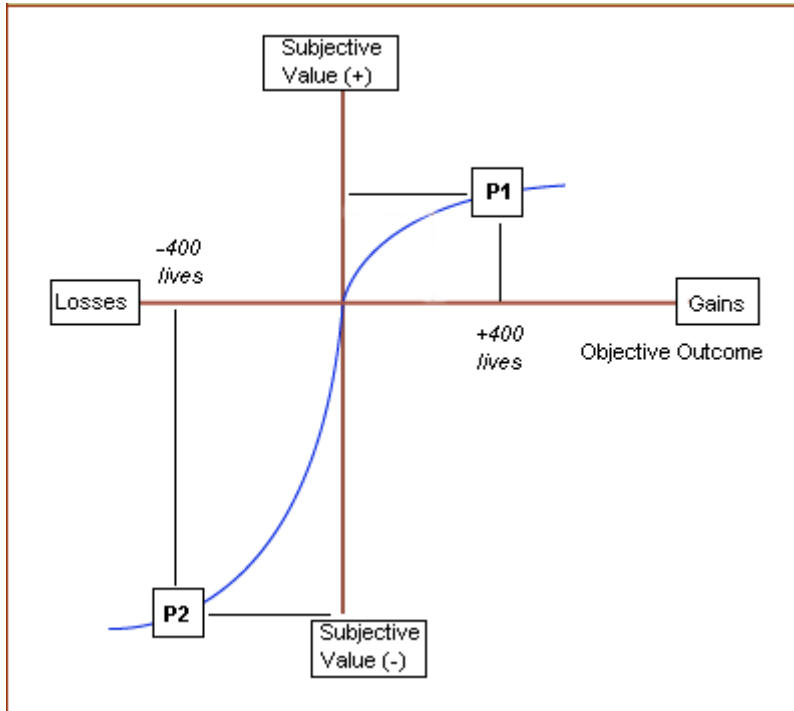 Subjective
Value (+)
P1
–400
lives
Losses
Gains
+400
lives
Objective Outcome
P2
Subjective
Value (-)